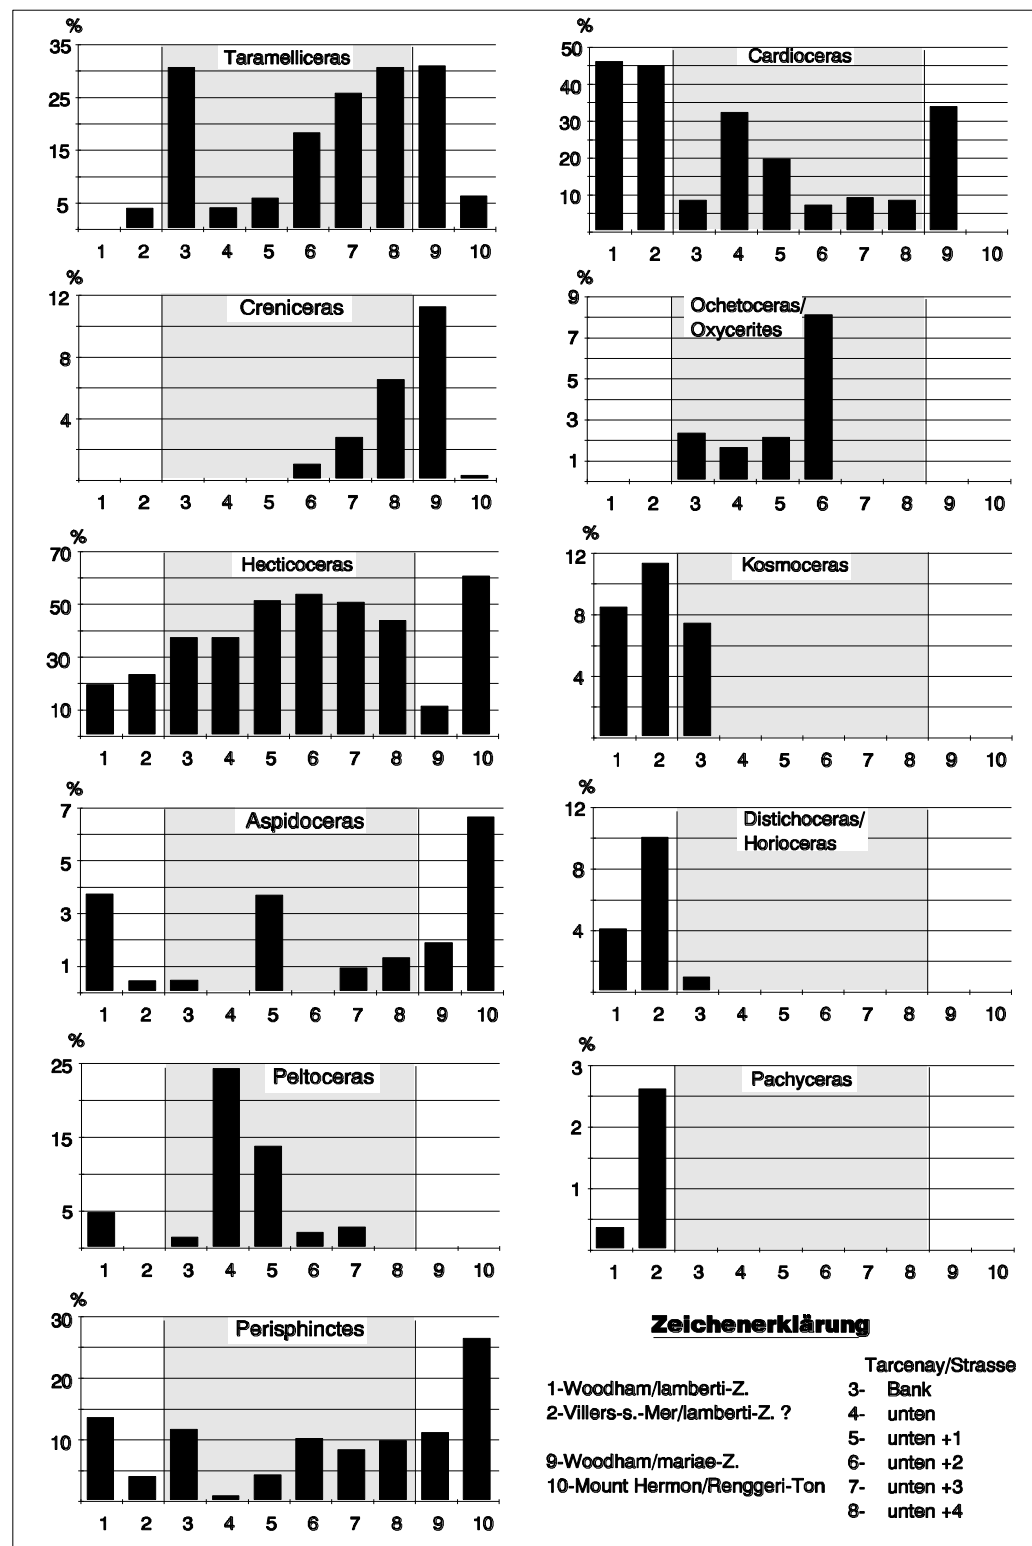 %
35
25
15
5
Taramelliceras
1 2 3 4 5 6 7 8 9 10
%
50
40
30
20
10
Cardioceras
1 2 3 4 5 6 7 8 9 10
%
12
8
4
Creniceras
1 2 3 4 5 6 7 8 9 10
%
9
7
5
3
1
Ochetoceras/
Oxycerites
1 2 3 4 5 6 7 8 9 10
%
70
50
30
10
Hecticoceras
1 2 3 4 5 6 7 8 9 10
%
12
8
4
Kosmoceras
1 2 3 4 5 6 7 8 9 10
%
7
5
3
1
Aspidoceras
1 2 3 4 5 6 7 8 9 10
%
12
8
4
Distichoceras/
Horioceras
1 2 3 4 5 6 7 8 9 10
%
25
15
5
Peltoceras
1 2 3 4 5 6 7 8 9 10
%
3
2
1
Pachyceras
1 2 3 4 5 6 7 8 9 10
%
30
20
10
Perisphinctes
1 2 3 4 5 6 7 8 9 10
Zeichenerklärung
Tarcenay/Strasse
1-Woodham/lamberti-Z. 3- Bank
2-Villers-s.-Mer/lamberti-Z. ? 4- unten
5- unten +1
9-Woodham/mariae-Z. 6- unten +2
10-Mount Hermon/Renggeri-Ton 7- unten +3
8- unten +4